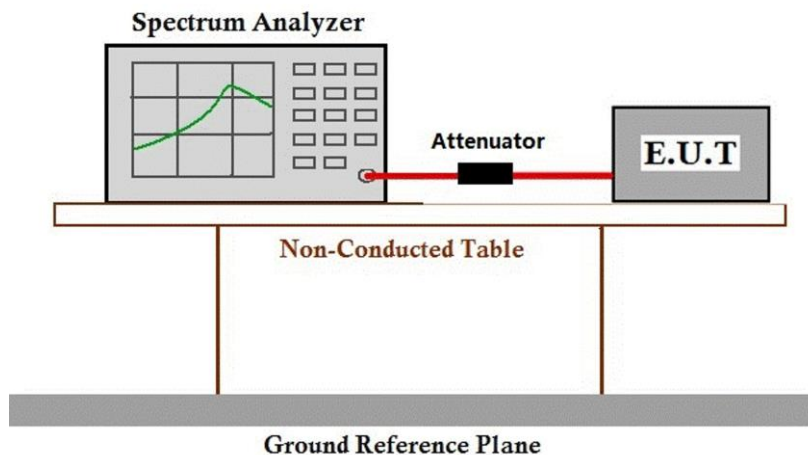 Spectrum Analyzer
Attenuator
E.U.T
Non-Conducted Table
Ground Reference Plane